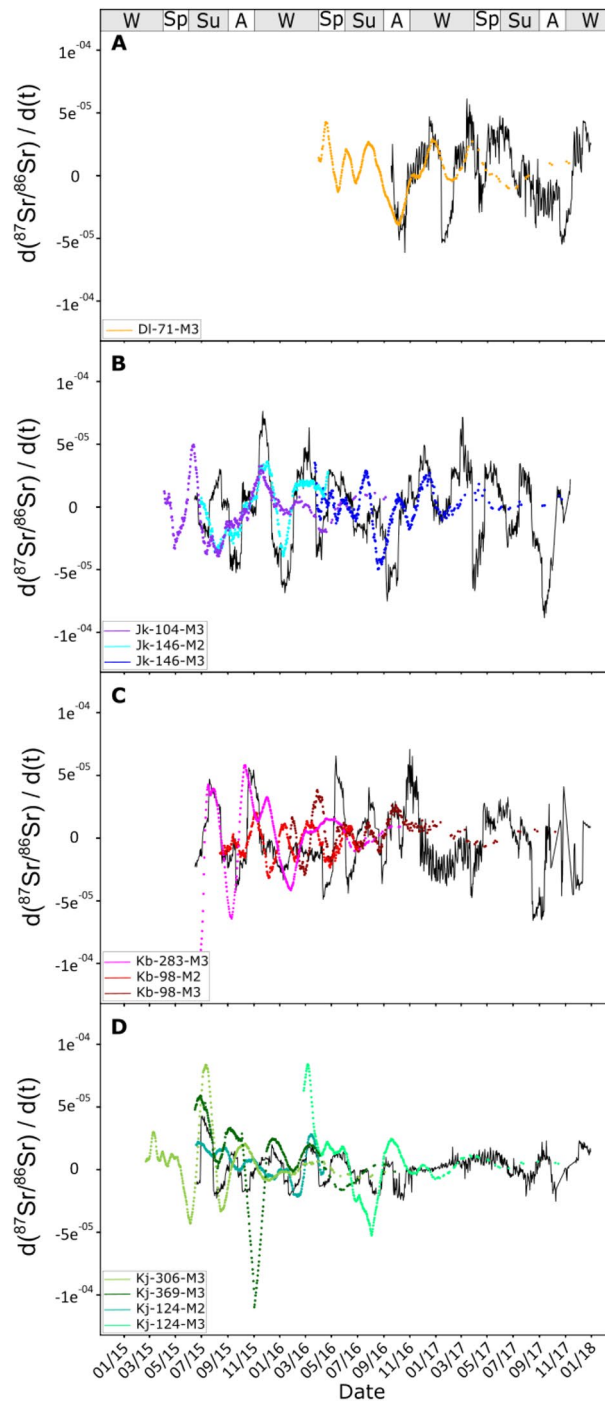 W Sp Su A W Sp Su A W Sp Su A W
A
1e⁻⁰⁴
5e⁻⁰⁵
0
-5e⁻⁰⁵
-1e⁻⁰⁴
d(⁸⁷Sr/⁸⁶Sr) / d(t)
Dl-71-M3
B
1e⁻⁰⁴
5e⁻⁰⁵
0
-5e⁻⁰⁵
-1e⁻⁰⁴
d(⁸⁷Sr/⁸⁶Sr) / d(t)
Jk-104-M3
Jk-146-M2
Jk-146-M3
C
1e⁻⁰⁴
5e⁻⁰⁵
0
-5e⁻⁰⁵
-1e⁻⁰⁴
d(⁸⁷Sr/⁸⁶Sr) / d(t)
Kb-283-M3
Kb-98-M2
Kb-98-M3
D
1e⁻⁰⁴
5e⁻⁰⁵
0
-5e⁻⁰⁵
-1e⁻⁰⁴
d(⁸⁷Sr/⁸⁶Sr) / d(t)
Kj-306-M3
Kj-369-M3
Kj-124-M2
Kj-124-M3
01/15 03/15 05/15 07/15 09/15 11/15 01/16 03/16 05/16 07/16 09/16 11/16 01/17 03/17 05/17 07/17 09/17 11/17 01/18
Date